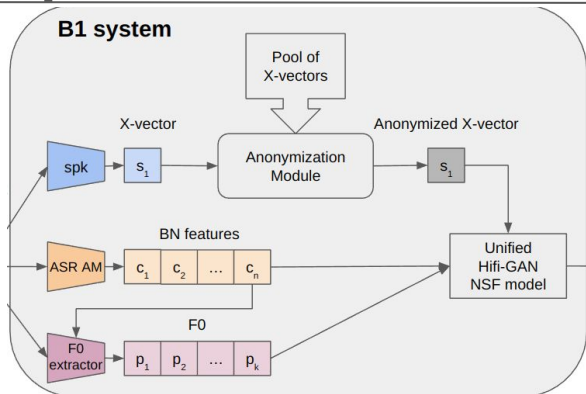 B1 system
Pool of
X-vectors
X-vector
Anonymized X-vector
spk
s1
Anonymization
Module
s1
BN features
Unified
Hifi-GAN
NSF model
ASR AM
c1 c2 ... cn
F0
F0
extractor
p1 p2 ... pk